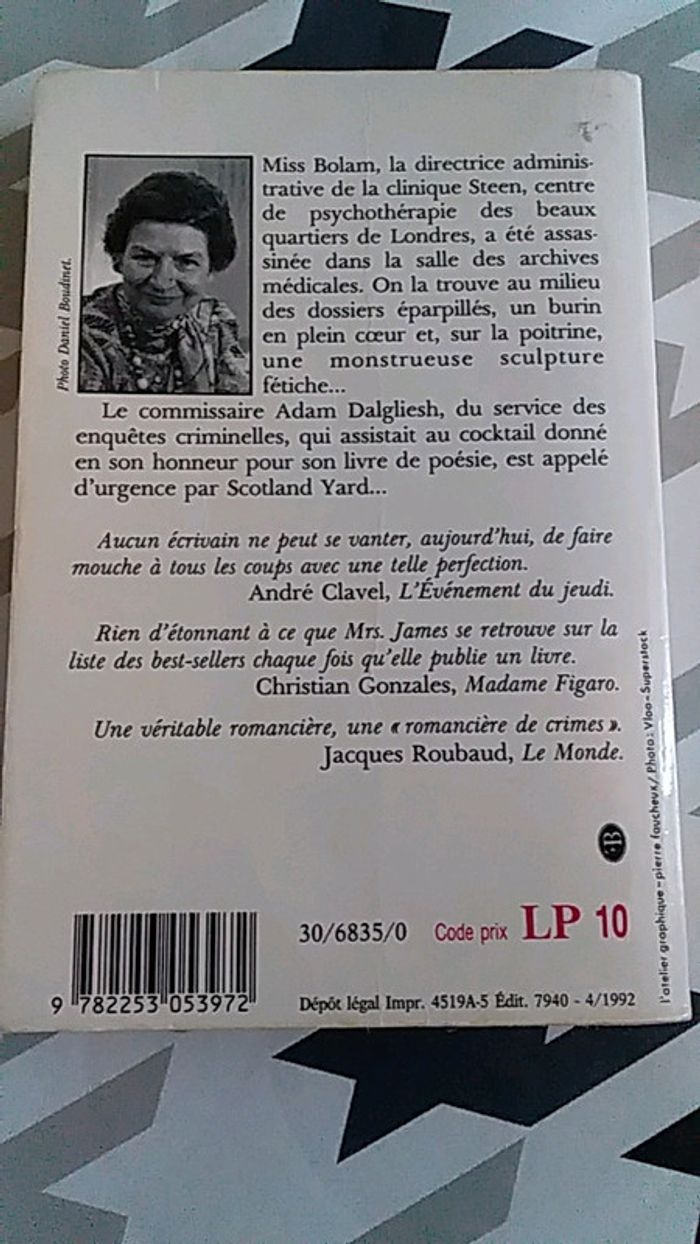 Miss Bolam, la directrice adminis-
trative de la clinique Steen, centre
de psychothérapie des beaux
quartiers de Londres, a été assas-
sinée dans la salle des archives
médicales. On la trouve au milieu
des dossiers éparpillés, un burin
en plein cœur et, sur la poitrine,
une monstrueuse sculpture
fétiche...
Photo Daniel Boudinet.
Le commissaire Adam Dalgliesh, du service des
enquêtes criminelles, qui assistait au cocktail donné
en son honneur pour son livre de poésie, est appelé
d'urgence par Scotland Yard...
Aucun écrivain ne peut se vanter, aujourd'hui, de faire
mouche à tous les coups avec une telle perfection.
André Clavel, L'Événement du jeudi.
Rien d'étonnant à ce que Mrs. James se retrouve sur la
liste des best-sellers chaque fois qu'elle publie un livre.
Christian Gonzales, Madame Figaro.
Une véritable romancière, une « romancière de crimes ».
Jacques Roubaud, Le Monde.
l'atelier graphique - pierre faucheux / Photo : Vloo - Superstock
30/6835/0 Code prix LP 10
9 782253 053972
Dépôt légal Impr. 4519A-5 Édit. 7940 - 4/1992